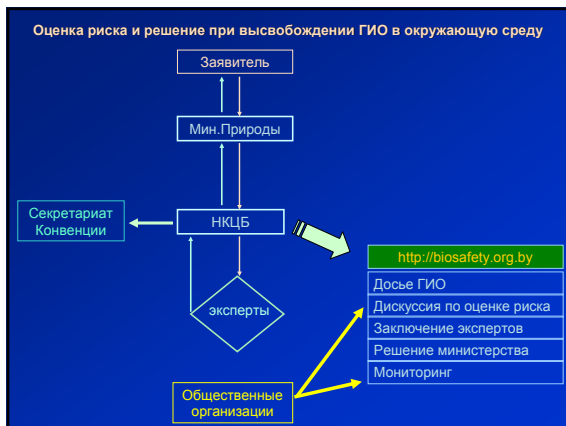 Оценка риска и решение при высвобождении ГИО в окружающую среду
Заявитель
Мин.Природы
Секретариат
Конвенции
НКЦБ
эксперты
http://biosafety.org.by
Досье ГИО
Дискуссия по оценке риска
Заключение экспертов
Решение министерства
Мониторинг
Общественные
организации